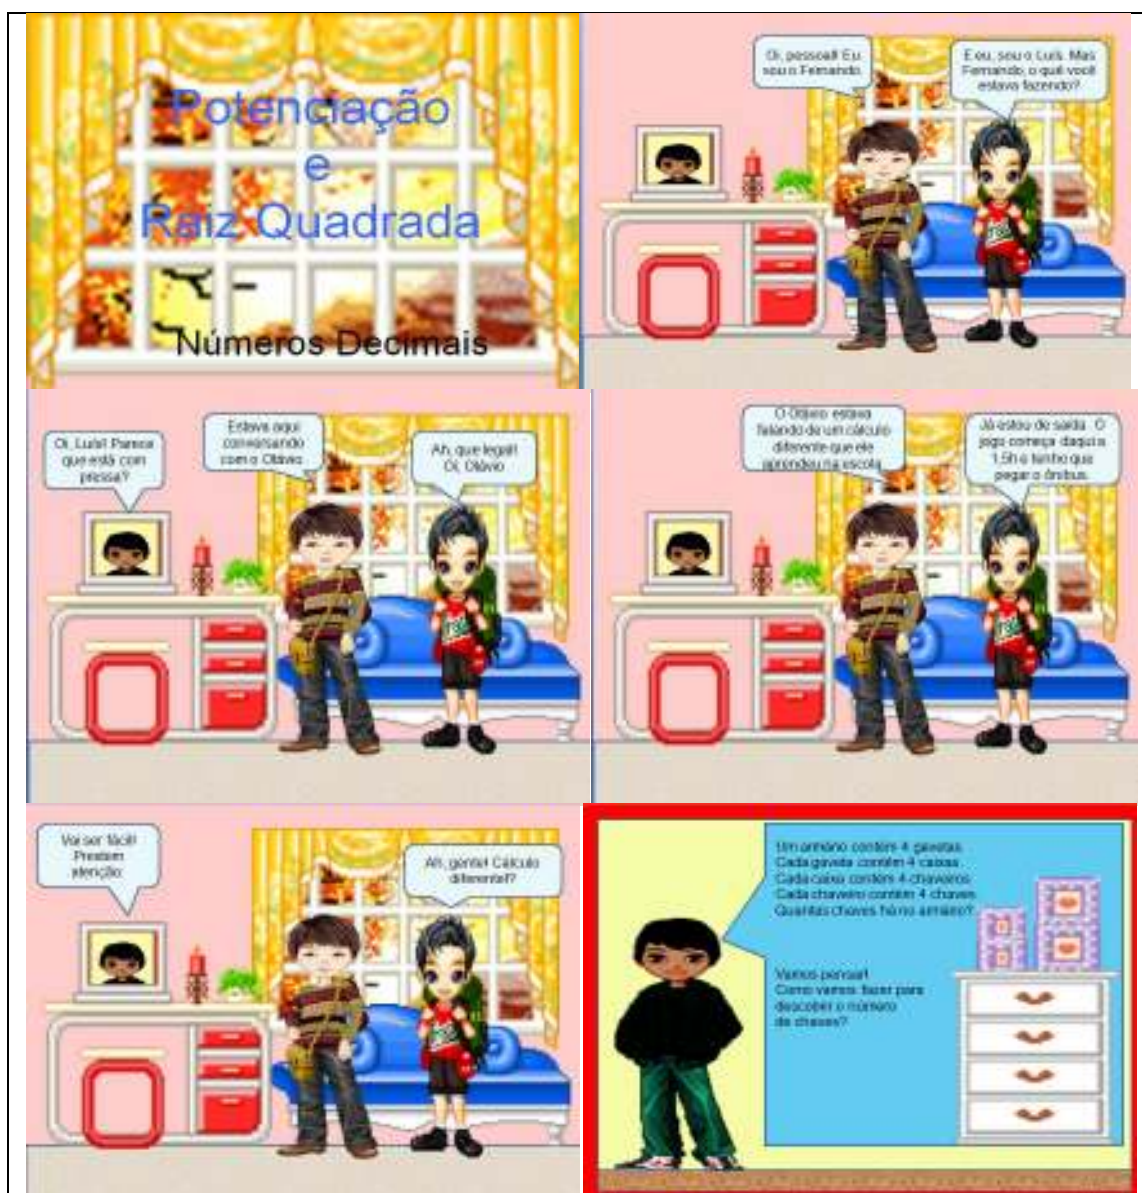 Potenciação
e
Raiz Quadrada
Números Decimais
Oi, pessoal! Eu
sou o Fernando.
E eu, sou o Luís. Mas
Fernando, o quê você
estava fazendo?
Oi, Luís! Parece
que está com
pressa?
Estava aqui
conversando
com o Otávio.
Ah, que legal!
Oi, Otávio
O Otávio estava
falando de um cálculo
diferente que ele
aprendeu na escola.
Já estou de saída. O
jogo começa daqui a
1,5h e tenho que
pegar o ônibus.
Vai ser fácil!
Prestem
atenção.
Ah, gente! Cálculo
diferente!?
Um armário contém 4 gavetas.
Cada gaveta contém 4 caixas.
Cada caixa contém 4 chaveiros.
Cada chaveiro contém 4 chaves.
Quantas chaves há no armário?
Vamos pensar!
Como vamos fazer para
descobrir o número
de chaves?